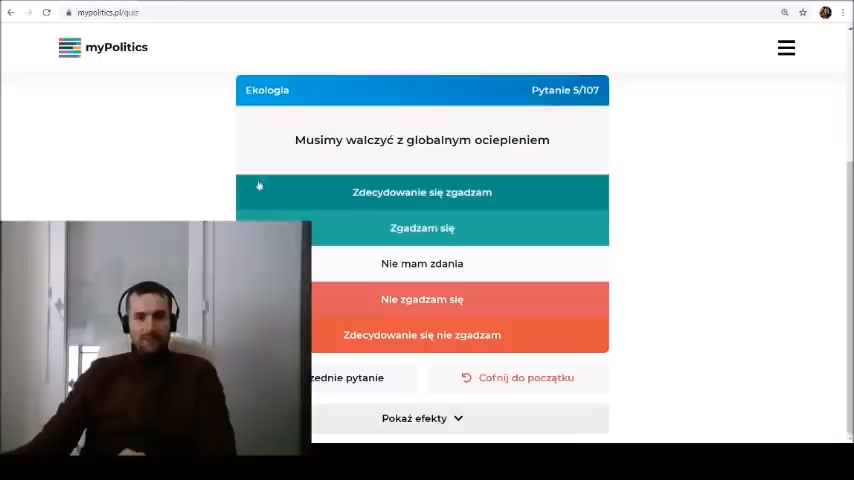 mypolitics.pl/quiz
myPolitics
Ekologia
Pytanie 5/107
Musimy walczyć z globalnym ociepleniem
Zdecydowanie się zgadzam
Zgadzam się
Nie mam zdania
Nie zgadzam się
Zdecydowanie się nie zgadzam
pytanie
Cofnij do początku
Pokaż efekty